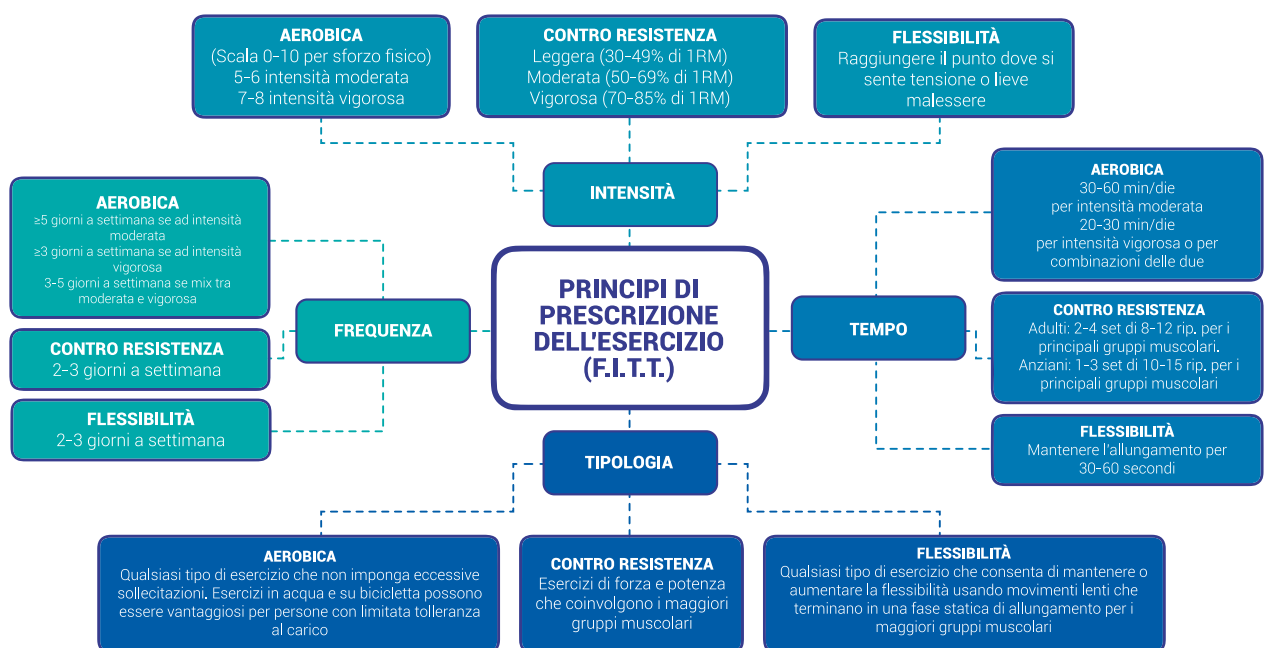 AEROBICA
(Scala 0-10 per sforzo fisico)
5-6 intensità moderata
7-8 intensità vigorosa
CONTRO RESISTENZA
Leggera (30-49% di 1RM)
Moderata (50-69% di 1RM)
Vigorosa (70-85% di 1RM)
FLESSIBILITÀ
Raggiungere il punto dove si
sente tensione o lieve
malessere
INTENSITÀ
AEROBICA
≥5 giorni a settimana se ad intensità
moderata
≥3 giorni a settimana se ad intensità
vigorosa
3-5 giorni a settimana se mix tra
moderata e vigorosa
CONTRO RESISTENZA
2-3 giorni a settimana
FLESSIBILITÀ
2-3 giorni a settimana
FREQUENZA
PRINCIPI DI
PRESCRIZIONE
DELL'ESERCIZIO
(F.I.T.T.)
TEMPO
AEROBICA
30-60 min/die
per intensità moderata
20-30 min/die
per intensità vigorosa o per
combinazioni delle due
CONTRO RESISTENZA
Adulti: 2-4 set di 8-12 rip. per i
principali gruppi muscolari.
Anziani: 1-3 set di 10-15 rip. per i
principali gruppi muscolari
FLESSIBILITÀ
Mantenere l'allungamento per
30-60 secondi
TIPOLOGIA
AEROBICA
Qualsiasi tipo di esercizio che non imponga eccessive
sollecitazioni. Esercizi in acqua e su bicicletta possono
essere vantaggiosi per persone con limitata tolleranza
al carico
CONTRO RESISTENZA
Esercizi di forza e potenza
che coinvolgono i maggiori
gruppi muscolari
FLESSIBILITÀ
Qualsiasi tipo di esercizio che consenta di mantenere o
aumentare la flessibilità usando movimenti lenti che
terminano in una fase statica di allungamento per i
maggiori gruppi muscolari